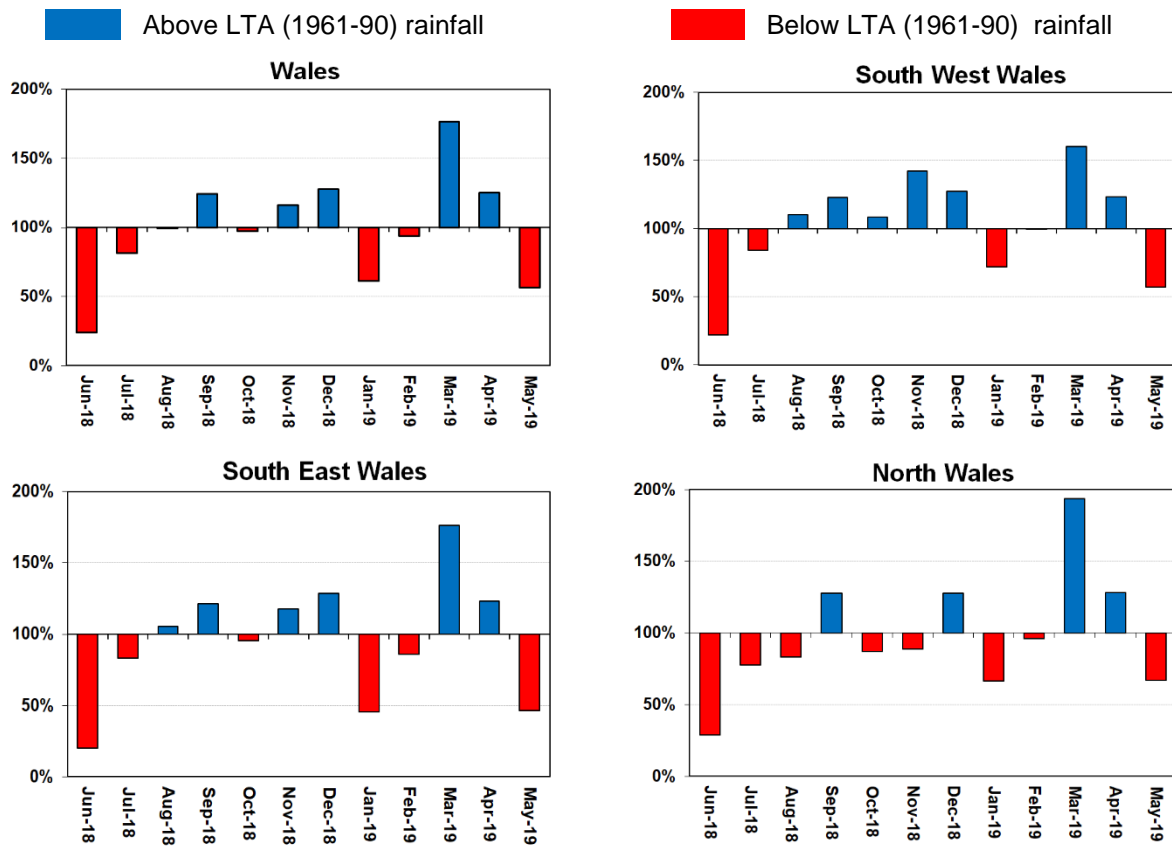 Above LTA (1961-90) rainfall
Below LTA (1961-90) rainfall
Wales
200%
150%
100%
50%
0%
Jun-18
Jul-18
Aug-18
Sep-18
Oct-18
Nov-18
Dec-18
Jan-19
Feb-19
Mar-19
Apr-19
May-19
South West Wales
200%
150%
100%
50%
0%
Jun-18
Jul-18
Aug-18
Sep-18
Oct-18
Nov-18
Dec-18
Jan-19
Feb-19
Mar-19
Apr-19
May-19
South East Wales
200%
150%
100%
50%
0%
Jun-18
Jul-18
Aug-18
Sep-18
Oct-18
Nov-18
Dec-18
Jan-19
Feb-19
Mar-19
Apr-19
May-19
North Wales
200%
150%
100%
50%
0%
Jun-18
Jul-18
Aug-18
Sep-18
Oct-18
Nov-18
Dec-18
Jan-19
Feb-19
Mar-19
Apr-19
May-19